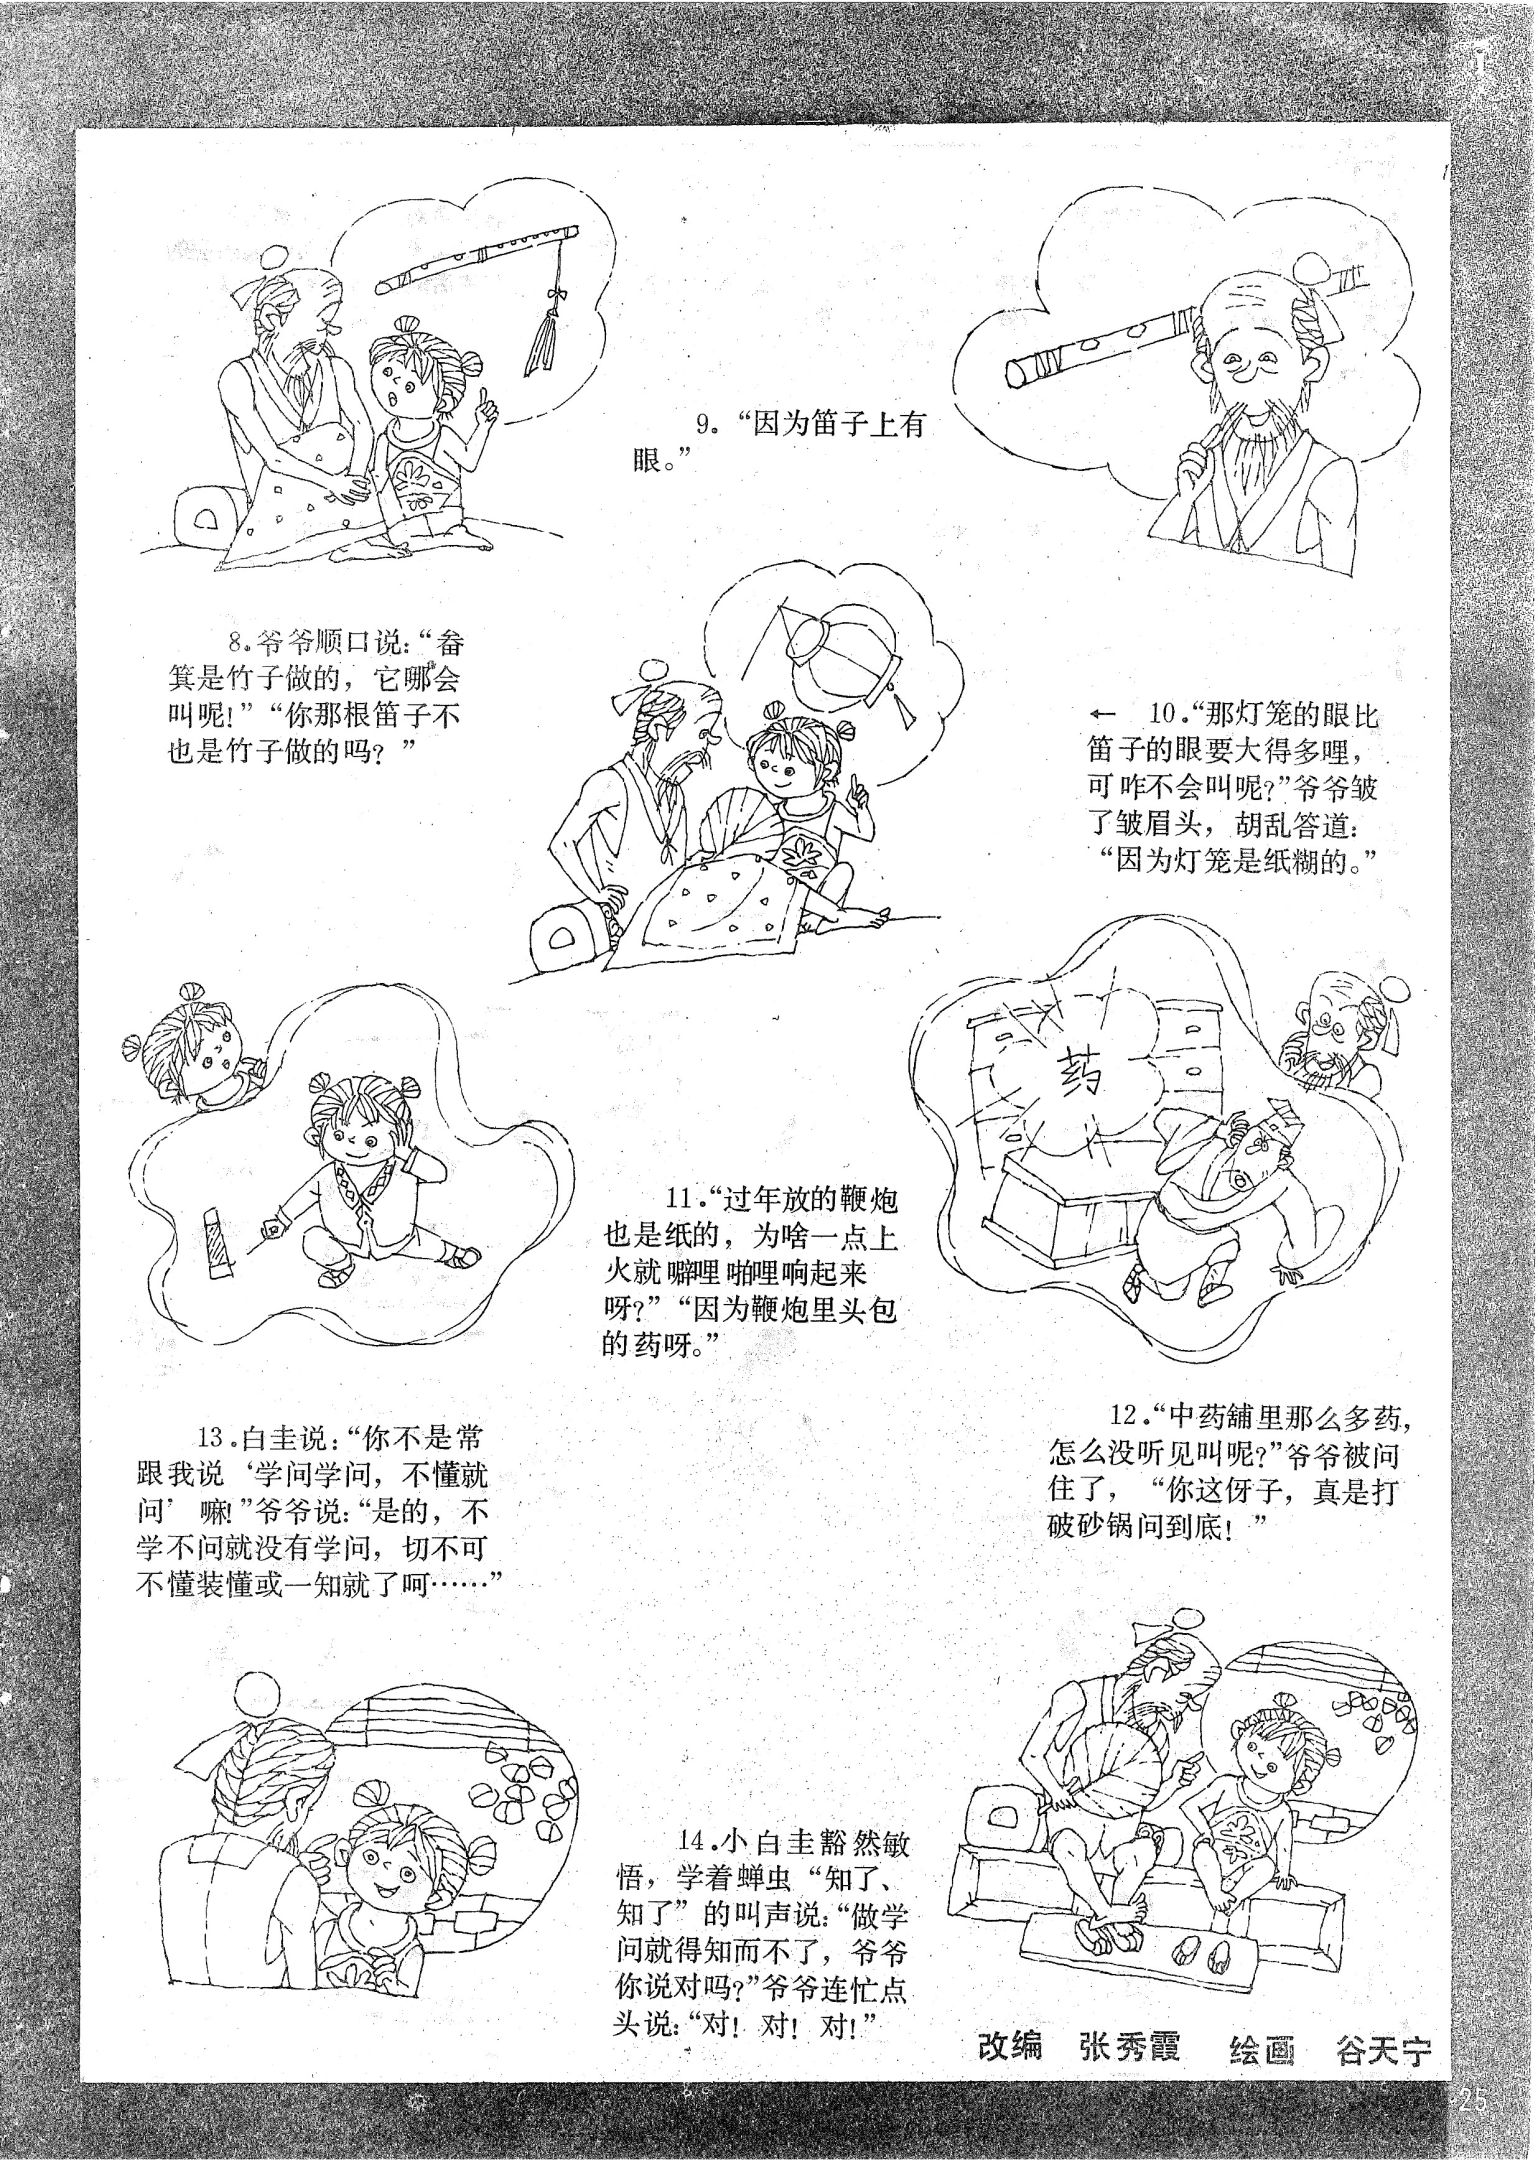 8.爷爷顺口说:“畚
箕是竹子做的，它哪会
叫呢!”“你那根笛子不
也是竹子做的吗？”
9。“因为笛子上有
眼。”
← 10.“那灯笼的眼比
笛子的眼要大得多哩，
可咋不会叫呢?”爷爷皱
了皱眉头，胡乱答道：
“因为灯笼是纸糊的。”
11.“过年放的鞭炮
也是纸的，为啥一点上
火就噼哩啪哩响起来
呀?”“因为鞭炮里头包
的药呀。”
药
12.“中药舖里那么多药，
怎么没听见叫呢?”爷爷被问
住了，“你这伢子，真是打
破砂锅问到底！”
13.白圭说:“你不是常
跟我说‘学问学问，不懂就
问’嘛!”爷爷说:“是的，不
学不问就没有学问，切不可
不懂装懂或一知就了呵……”
14.小白圭豁然敏
悟，学着蝉虫“知了、
知了”的叫声说:“做学
问就得知而不了，爷爷
你说对吗?”爷爷连忙点
头说:“对！对！对!”
改编 张秀霞 绘画 谷天宁
25